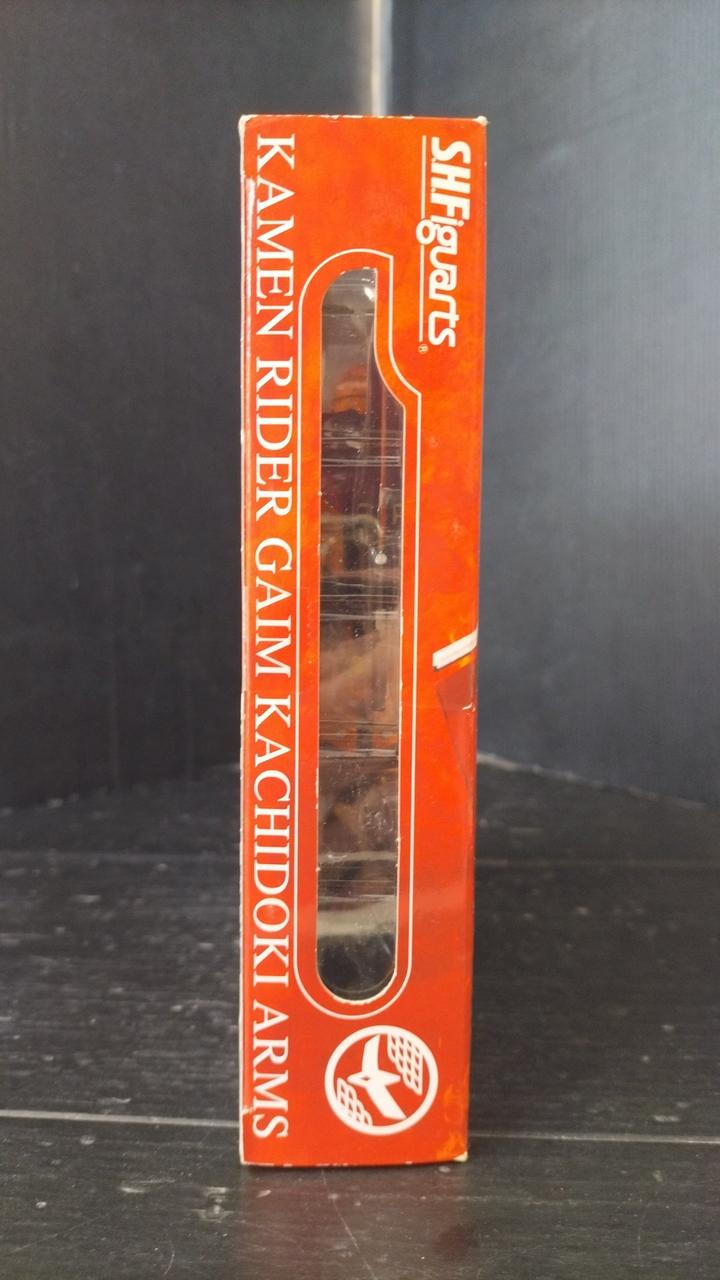 S.H.Figuarts®
KAMEN RIDER GAIM KACHIDOKI ARMS